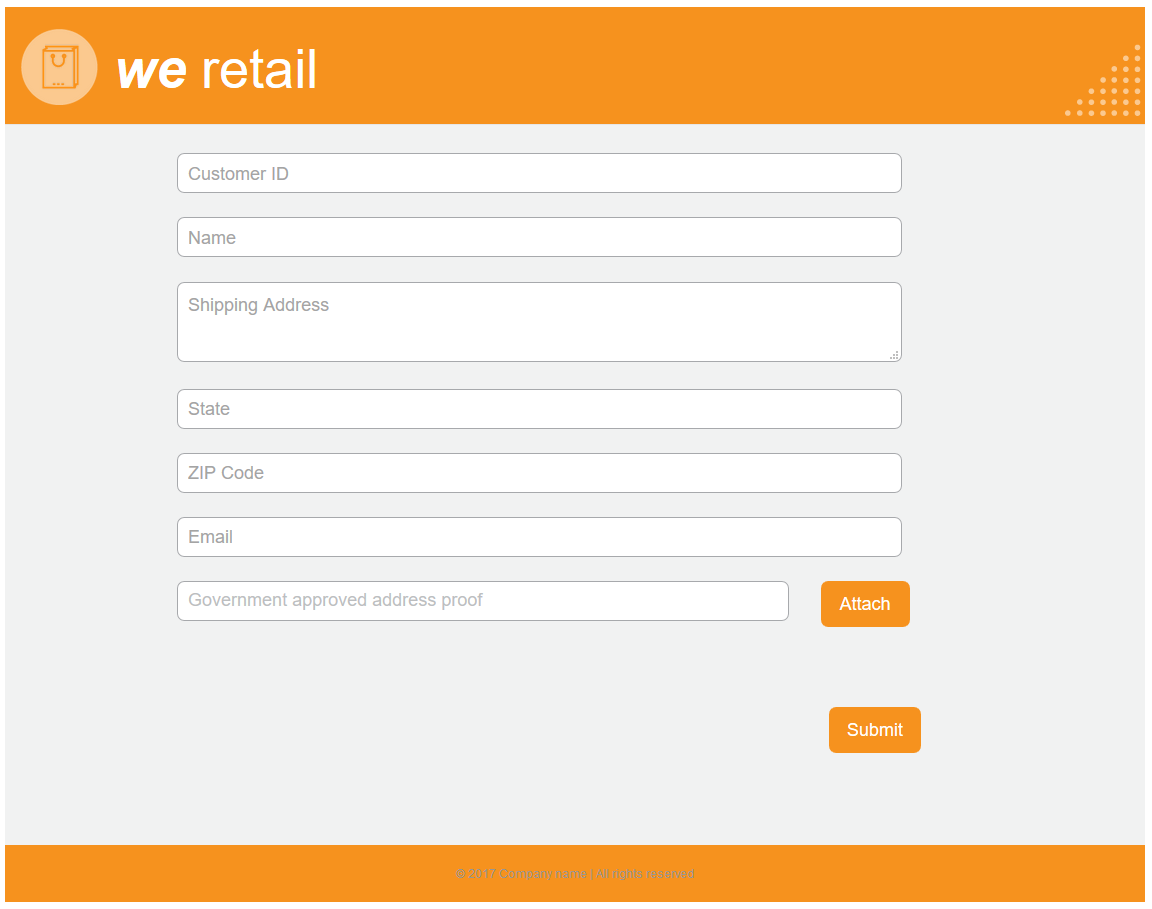 we retail
Customer ID
Name
Shipping Address
State
ZIP Code
Email
Government approved address proof
Attach
Submit
© 2017 Company name | All rights reserved